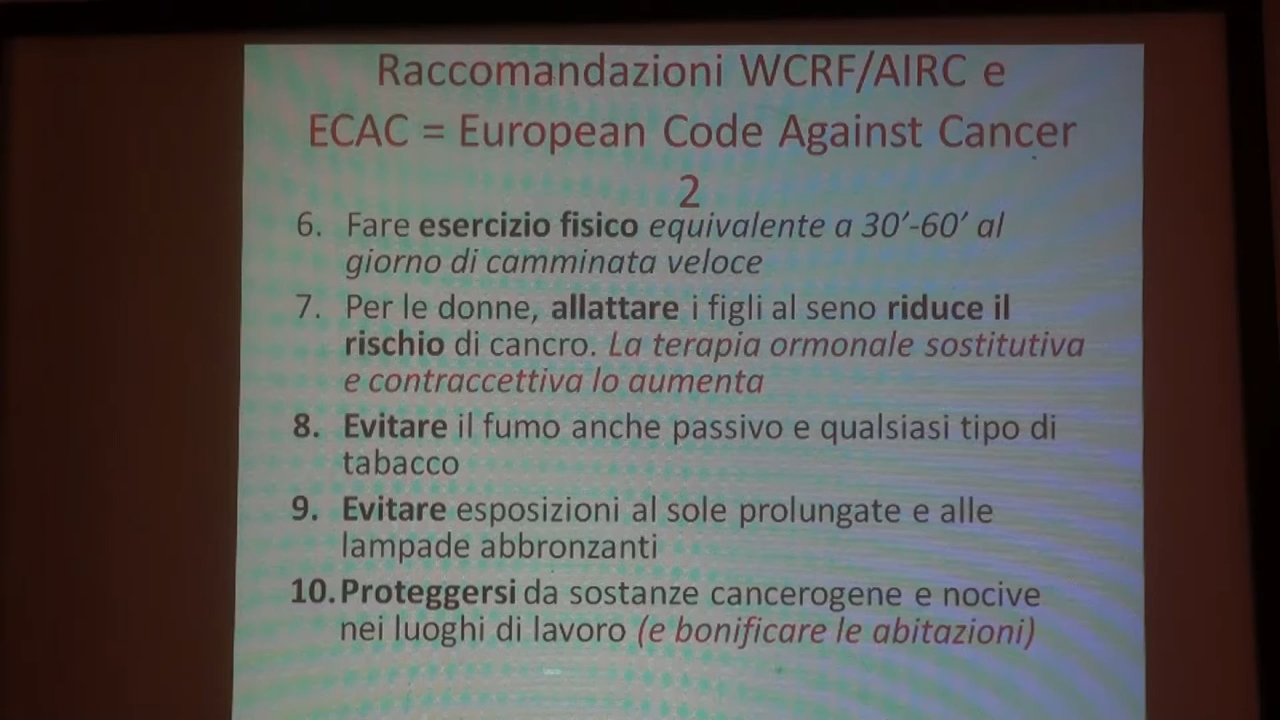 Raccomandazioni WCRF/AIRC e
ECAC = European Code Against Cancer
2
6. Fare esercizio fisico equivalente a 30’-60’ al
giorno di camminata veloce
7. Per le donne, allattare i figli al seno riduce il
rischio di cancro. La terapia ormonale sostitutiva
e contraccettiva lo aumenta
8. Evitare il fumo anche passivo e qualsiasi tipo di
tabacco
9. Evitare esposizioni al sole prolungate e alle
lampade abbronzanti
10. Proteggersi da sostanze cancerogene e nocive
nei luoghi di lavoro (e bonificare le abitazioni)